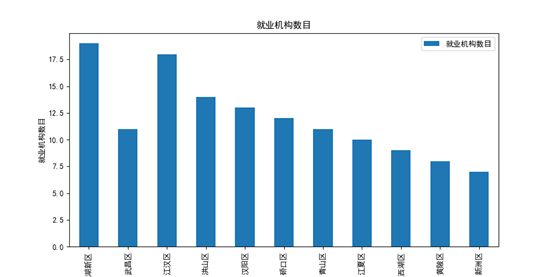 就业机构数目
就业机构数目
就业机构数目
17.5
15.0
12.5
10.0
7.5
5.0
2.5
0.0
湖新区
武昌区
江汉区
洪山区
汉阳区
硚口区
青山区
江夏区
西湖区
黄陂区
新洲区